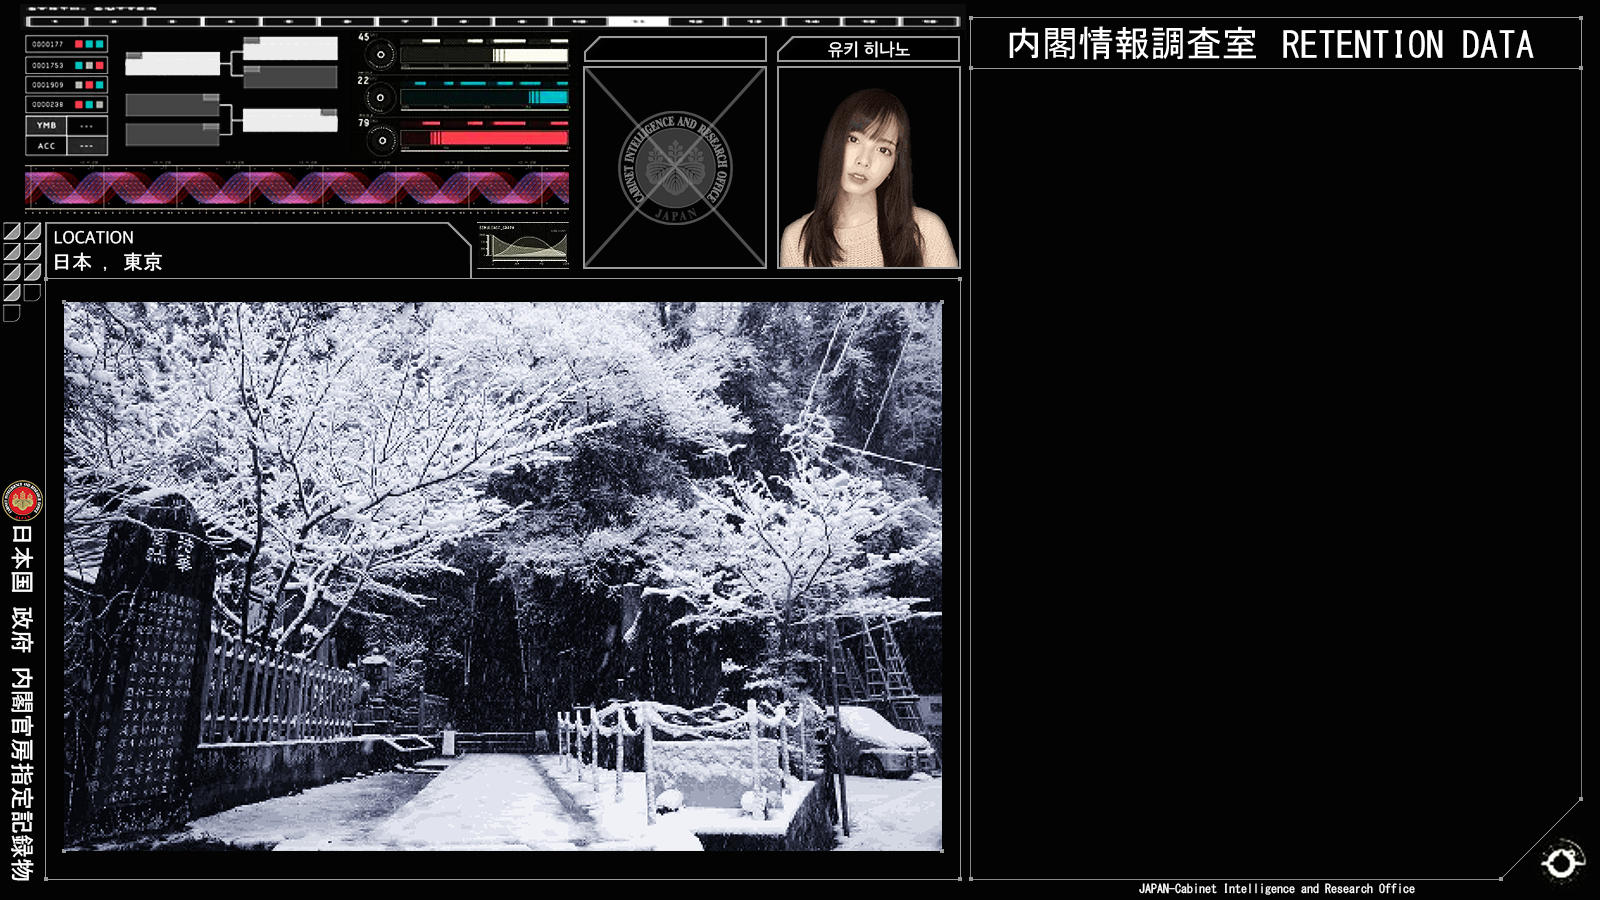 0000177
0001753
0001909
0000238
YMB ---
ACC ---
45
22
79
유키 히나노
CABINET INTELLIGENCE AND RESEARCH OFFICE
JAPAN
LOCATION
日本 , 東京
内閣情報調査室 RETENTION DATA
日本国 政府 内閣官房指定記録物
JAPAN-Cabinet Intelligence and Research Office